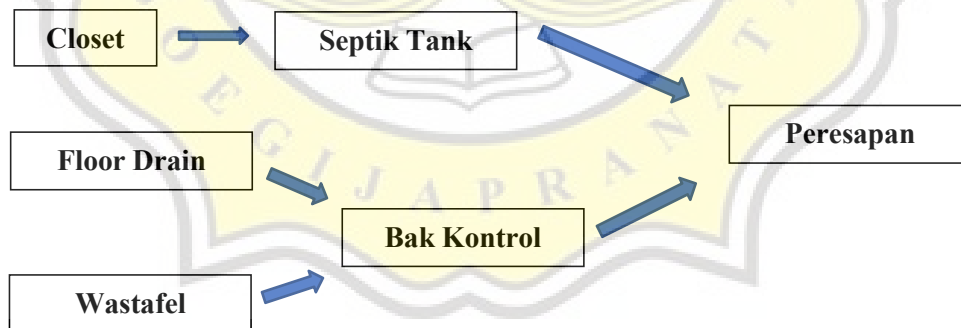 Closet
Septik Tank
Peresapan
Floor Drain
Bak Kontrol
Wastafel
O E G I J A P R A N A T